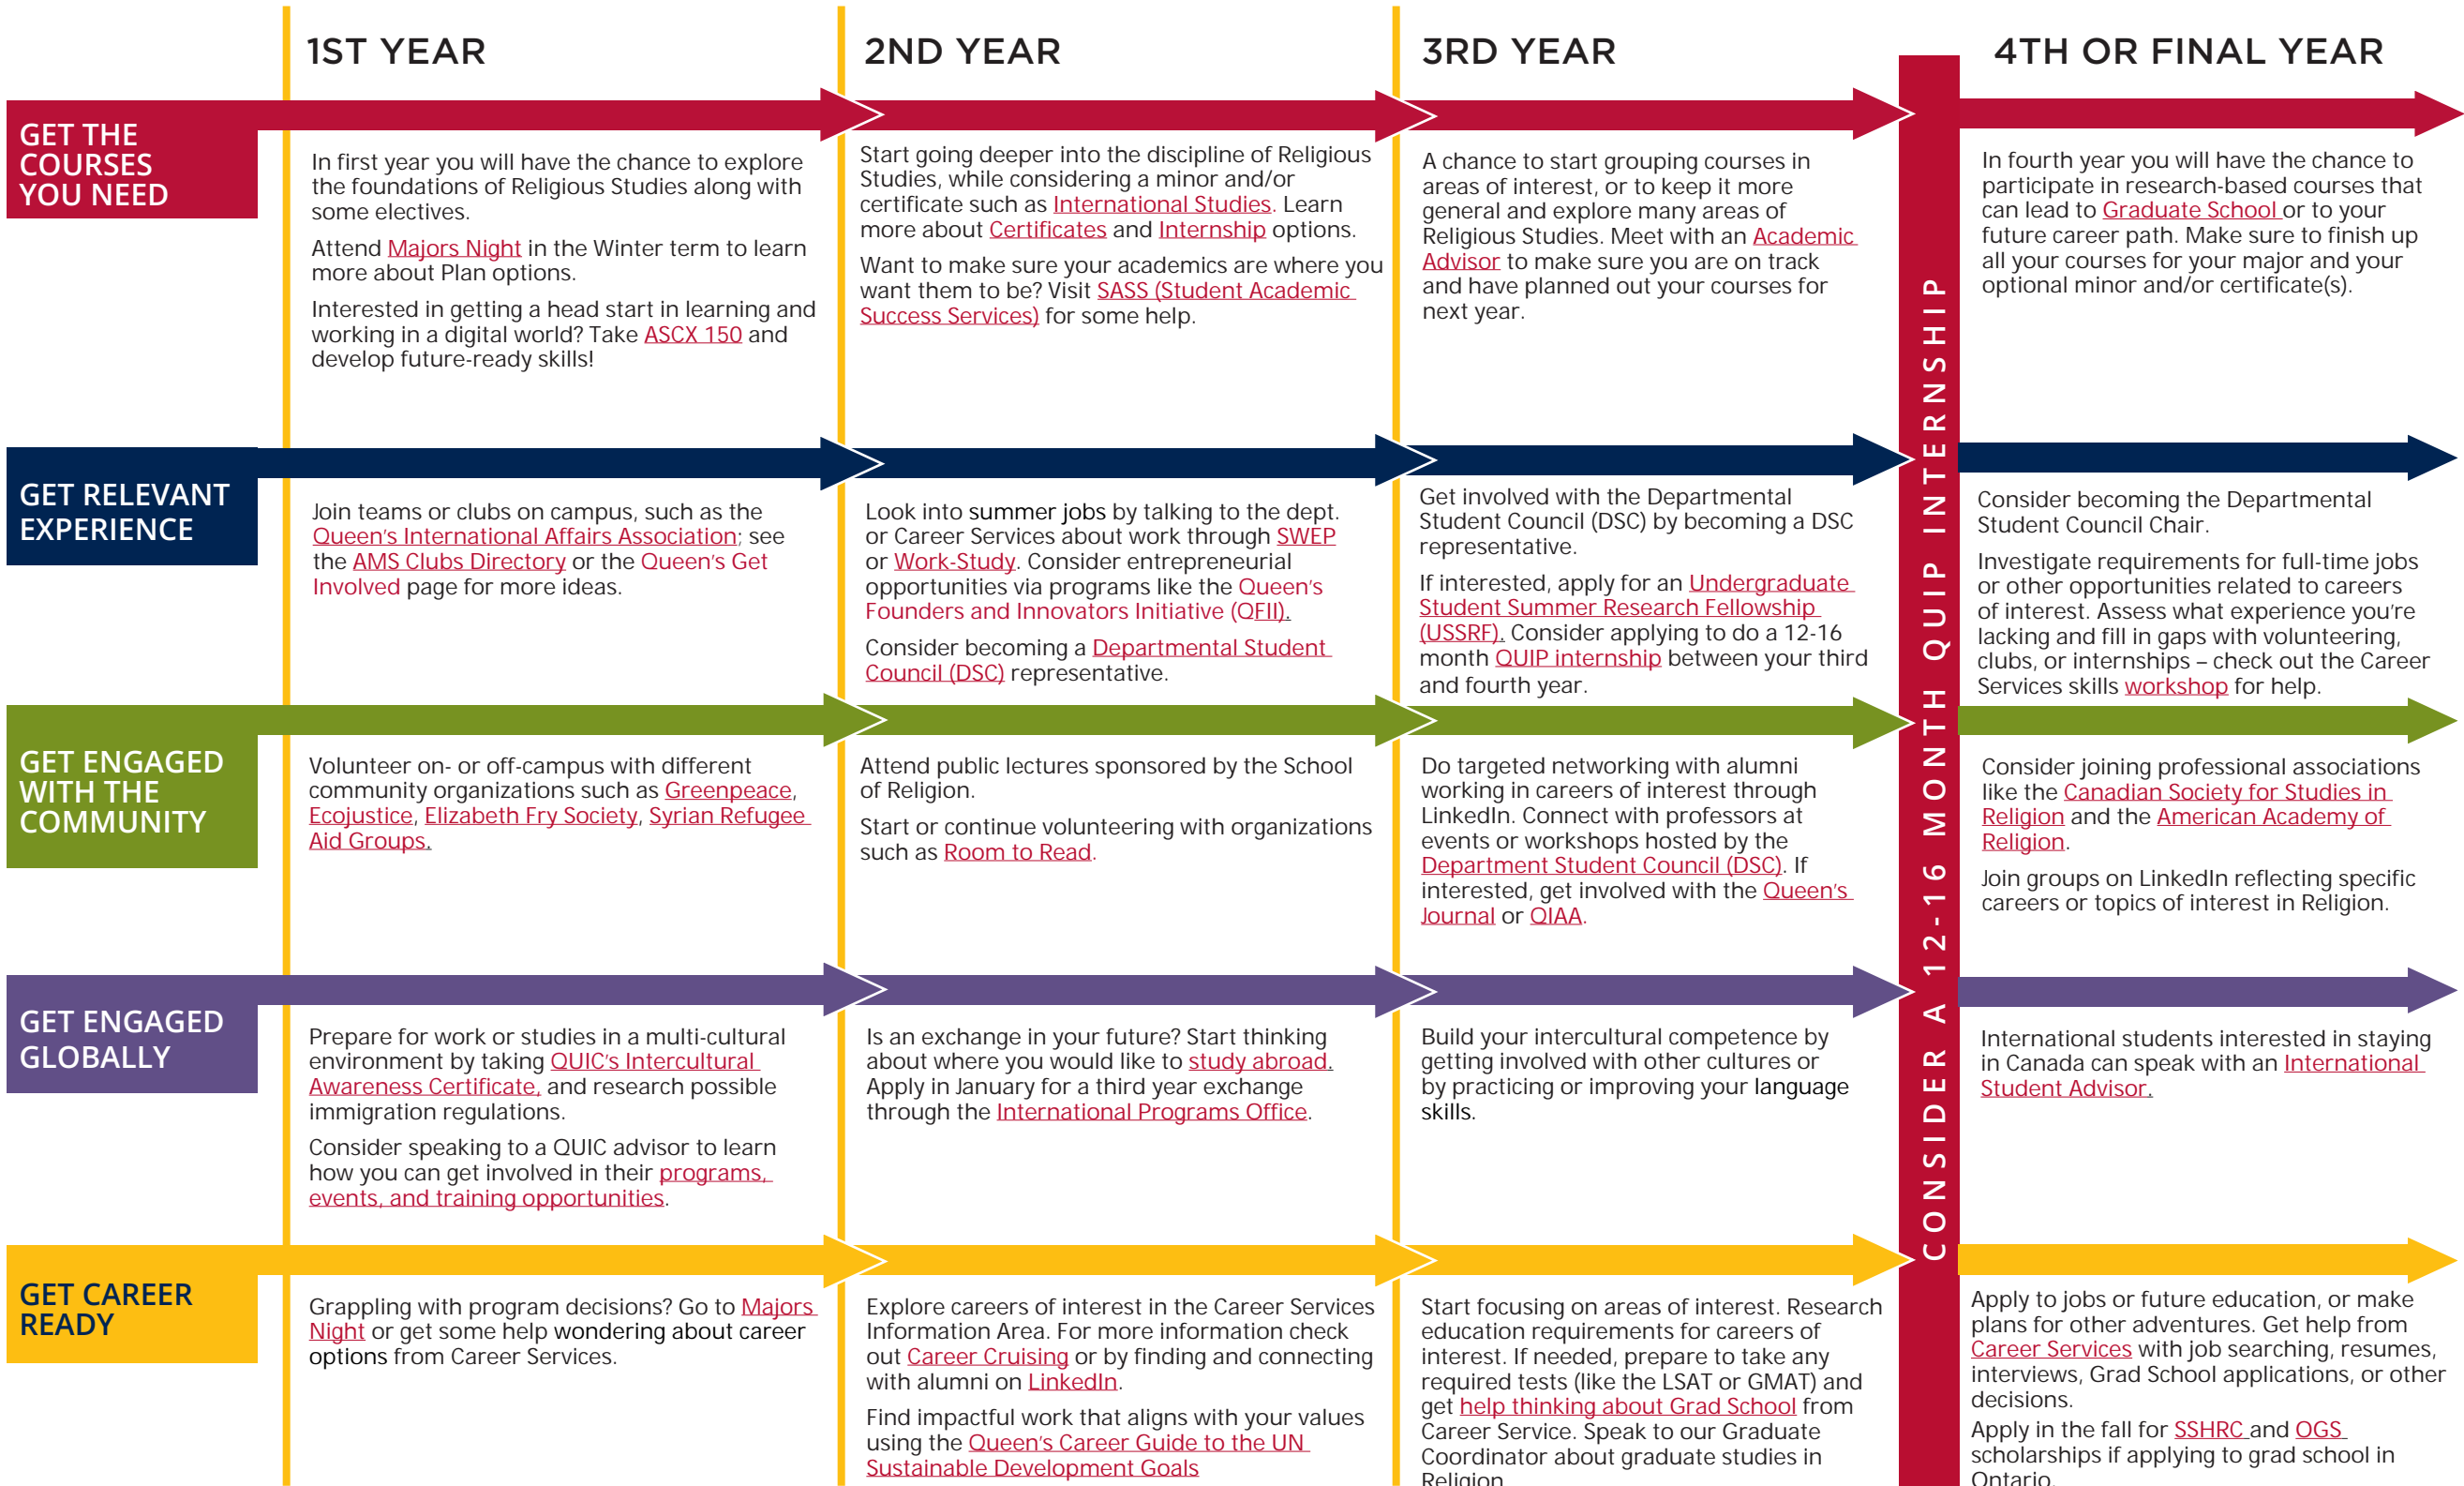 1ST YEAR
2ND YEAR
3RD YEAR
4TH OR FINAL YEAR
GET THE
COURSES
YOU NEED
In first year you will have the chance to explore
the foundations of Religious Studies along with
some electives.
Attend Majors Night in the Winter term to learn
more about Plan options.
Interested in getting a head start in learning and
working in a digital world? Take ASCX 150 and
develop future-ready skills!
Start going deeper into the discipline of Religious
Studies, while considering a minor and/or
certificate such as International Studies. Learn
more about Certificates and Internship options.
Want to make sure your academics are where you
want them to be? Visit SASS (Student Academic
Success Services) for some help.
A chance to start grouping courses in
areas of interest, or to keep it more
general and explore many areas of
Religious Studies. Meet with an Academic
Advisor to make sure you are on track
and have planned out your courses for
next year.
In fourth year you will have the chance to
participate in research-based courses that
can lead to Graduate School or to your
future career path. Make sure to finish up
all your courses for your major and your
optional minor and/or certificate(s).
GET RELEVANT
EXPERIENCE
Join teams or clubs on campus, such as the
Queen's International Affairs Association; see
the AMS Clubs Directory or the Queen's Get
Involved page for more ideas.
Look into summer jobs by talking to the dept.
or Career Services about work through SWEP
or Work-Study. Consider entrepreneurial
opportunities via programs like the Queen's
Founders and Innovators Initiative (QFII).
Consider becoming a Departmental Student
Council (DSC) representative.
Get involved with the Departmental
Student Council (DSC) by becoming a DSC
representative.
If interested, apply for an Undergraduate
Student Summer Research Fellowship
(USSRF). Consider applying to do a 12-16
month QUIP internship between your third
and fourth year.
Consider becoming the Departmental
Student Council Chair.
Investigate requirements for full-time jobs
or other opportunities related to careers
of interest. Assess what experience you're
lacking and fill in gaps with volunteering,
clubs, or internships – check out the Career
Services skills workshop for help.
GET ENGAGED
WITH THE
COMMUNITY
Volunteer on- or off-campus with different
community organizations such as Greenpeace,
Ecojustice, Elizabeth Fry Society, Syrian Refugee
Aid Groups.
Attend public lectures sponsored by the School
of Religion.
Start or continue volunteering with organizations
such as Room to Read.
Do targeted networking with alumni
working in careers of interest through
LinkedIn. Connect with professors at
events or workshops hosted by the
Department Student Council (DSC). If
interested, get involved with the Queen's
Journal or QIAA.
Consider joining professional associations
like the Canadian Society for Studies in
Religion and the American Academy of
Religion.
Join groups on LinkedIn reflecting specific
careers or topics of interest in Religion.
GET ENGAGED
GLOBALLY
Prepare for work or studies in a multi-cultural
environment by taking QUIC's Intercultural
Awareness Certificate, and research possible
immigration regulations.
Consider speaking to a QUIC advisor to learn
how you can get involved in their programs,
events, and training opportunities.
Is an exchange in your future? Start thinking
about where you would like to study abroad.
Apply in January for a third year exchange
through the International Programs Office.
Build your intercultural competence by
getting involved with other cultures or
by practicing or improving your language
skills.
International students interested in staying
in Canada can speak with an International
Student Advisor.
GET CAREER
READY
Grappling with program decisions? Go to Majors
Night or get some help wondering about career
options from Career Services.
Explore careers of interest in the Career Services
Information Area. For more information check
out Career Cruising or by finding and connecting
with alumni on LinkedIn.
Find impactful work that aligns with your values
using the Queen's Career Guide to the UN
Sustainable Development Goals
Start focusing on areas of interest. Research
education requirements for careers of
interest. If needed, prepare to take any
required tests (like the LSAT or GMAT) and
get help thinking about Grad School from
Career Service. Speak to our Graduate
Coordinator about graduate studies in
Religion
Apply to jobs or future education, or make
plans for other adventures. Get help from
Career Services with job searching, resumes,
interviews, Grad School applications, or other
decisions.
Apply in the fall for SSHRC and OGS
scholarships if applying to grad school in
Ontario.
CONSIDER A 12-16 MONTH QUIP INTERNSHIP